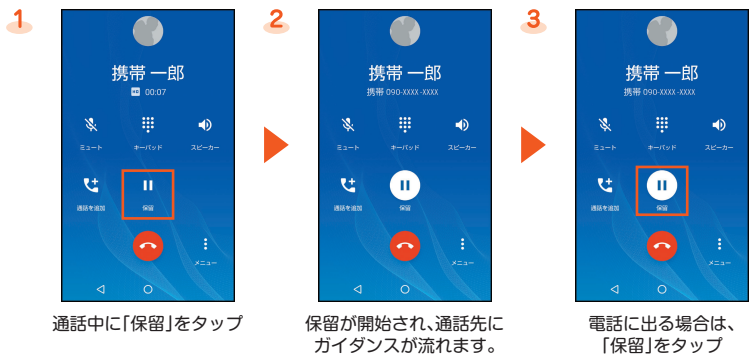 1
携帯 一郎
HD 00:07
ミュート
キーパッド
スピーカー
通話を追加
保留
メニュー
通話中に「保留」をタップ
2
携帯 一郎
携帯 090-XXXX-XXXX
ミュート
キーパッド
スピーカー
通話を追加
保留
メニュー
保留が開始され、通話先に
ガイダンスが流れます。
3
携帯 一郎
携帯 090-XXXX-XXXX
ミュート
キーパッド
スピーカー
通話を追加
保留
メニュー
電話に出る場合は、
「保留」をタップ